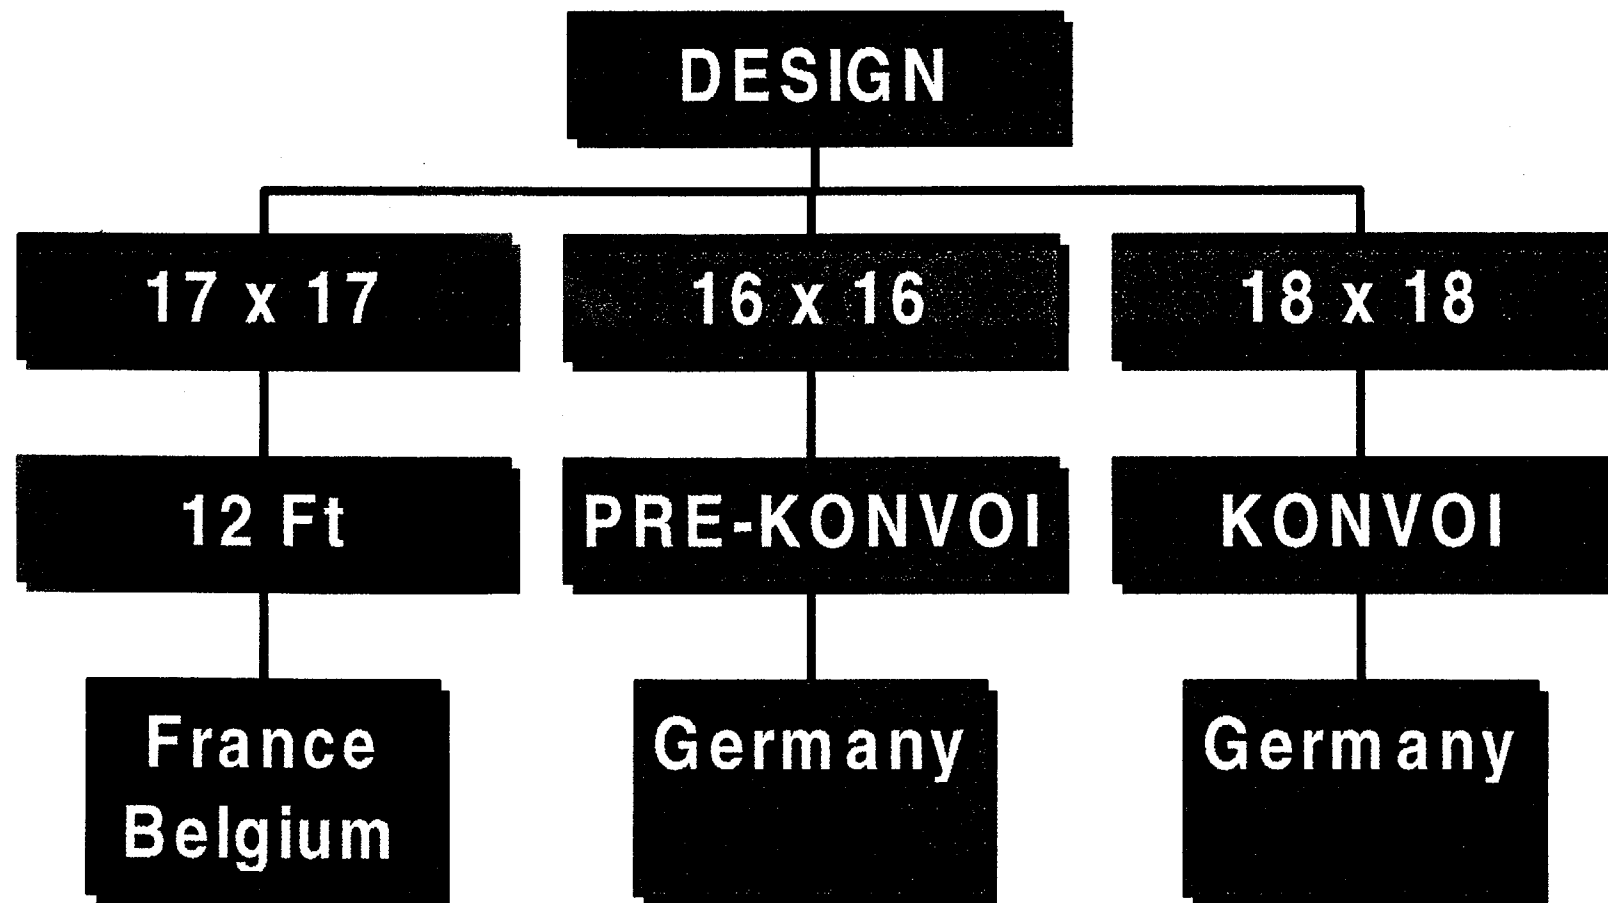 DESIGN
17 x 17
16 x 16
18 x 18
12 Ft
PRE-KONVOI
KONVOI
France
Belgium
Germany
Germany